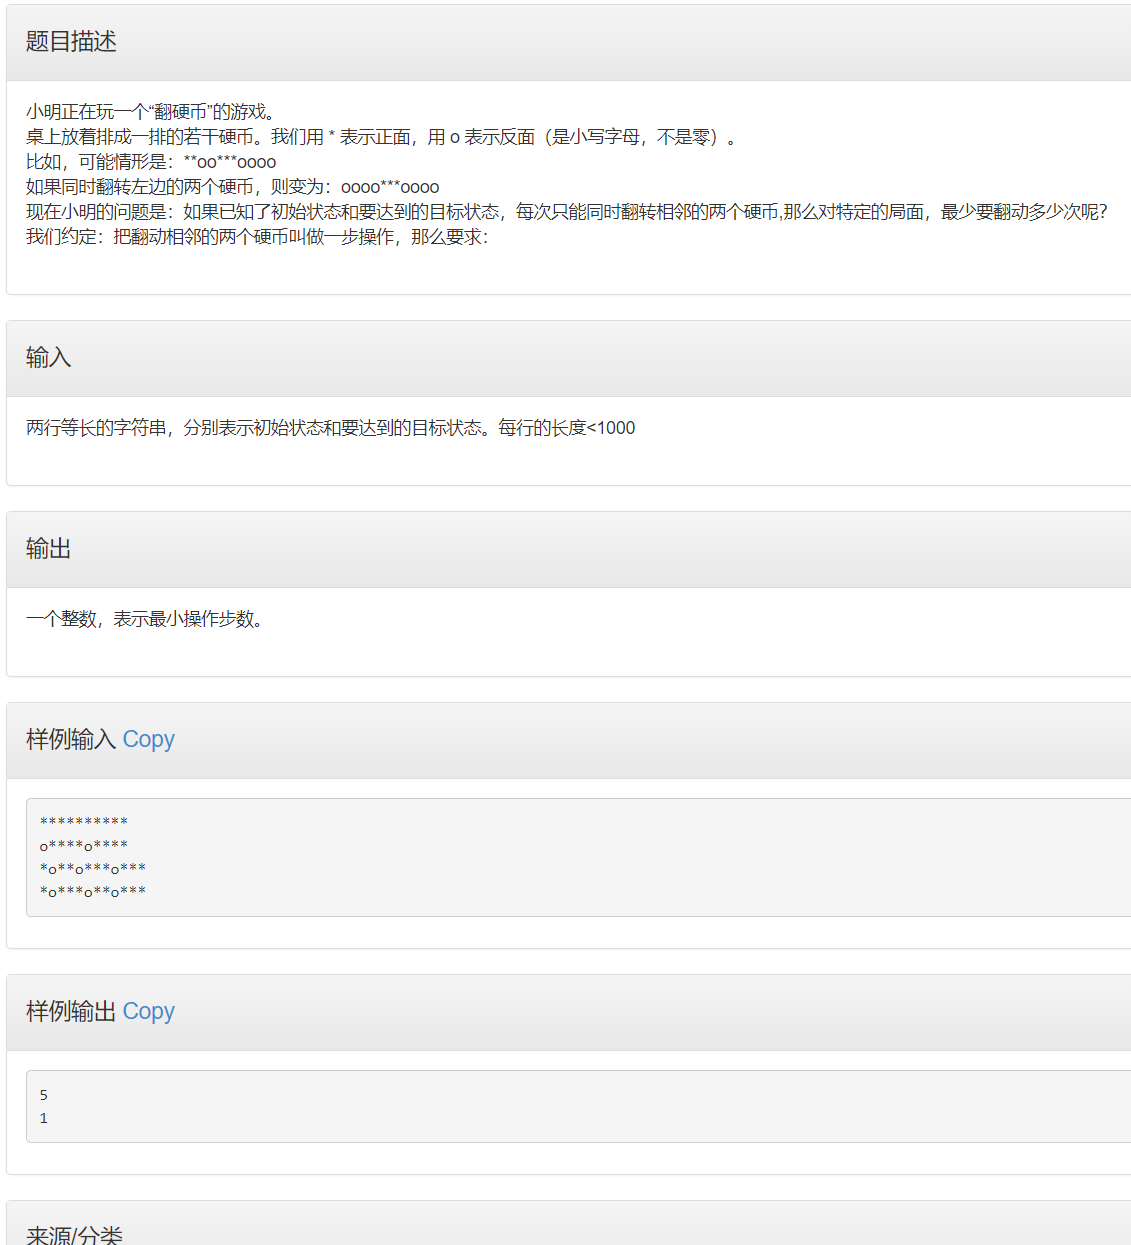 题目描述
小明正在玩一个“翻硬币”的游戏。
桌上放着排成一排的若干硬币。我们用 * 表示正面，用 o 表示反面（是小写字母，不是零）。
比如，可能情形是：**oo***oooo
如果同时翻转左边的两个硬币，则变为：oooo***oooo
现在小明的问题是：如果已知了初始状态和要达到的目标状态，每次只能同时翻转相邻的两个硬币,那么对特定的局面，最少要翻动多少次呢？
我们约定：把翻动相邻的两个硬币叫做一步操作，那么要求：
输入
两行等长的字符串，分别表示初始状态和要达到的目标状态。每行的长度<1000
输出
一个整数，表示最小操作步数。
样例输入 Copy
**********
o****o****
*o**o***o***
*o***o**o***
样例输出 Copy
5
1
来源/分类